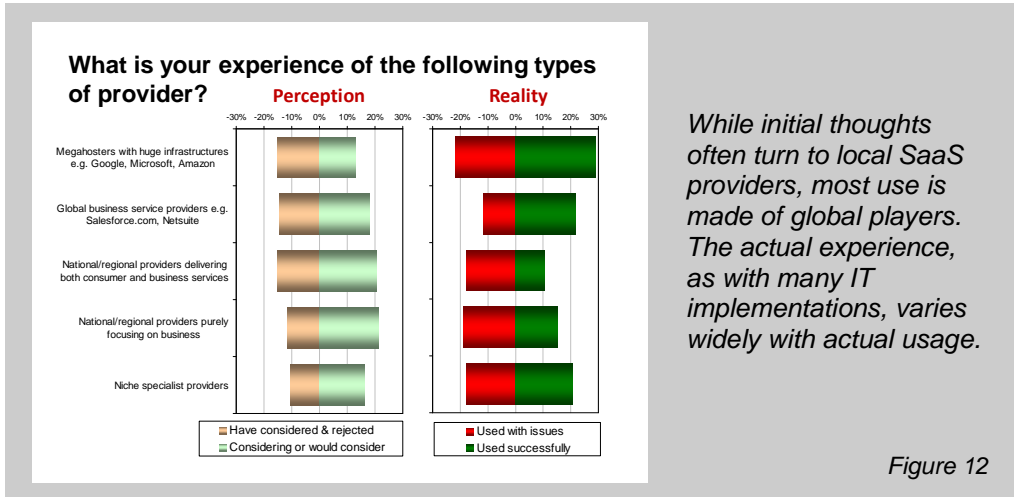 What is your experience of the following types
of provider?
Perception
Reality
-30% -20% -10% 0% 10% 20% 30%
-30% -20% -10% 0% 10% 20% 30%
Megahosters with huge infrastructures
e.g. Google, Microsoft, Amazon
Global business service providers e.g.
Salesforce.com, Netsuite
National/regional providers delivering
both consumer and business services
National/regional providers purely
focusing on business
Niche specialist providers
Have considered & rejected
Considering or would consider
Used with issues
Used successfully
While initial thoughts
often turn to local SaaS
providers, most use is
made of global players.
The actual experience,
as with many IT
implementations, varies
widely with actual usage.
Figure 12